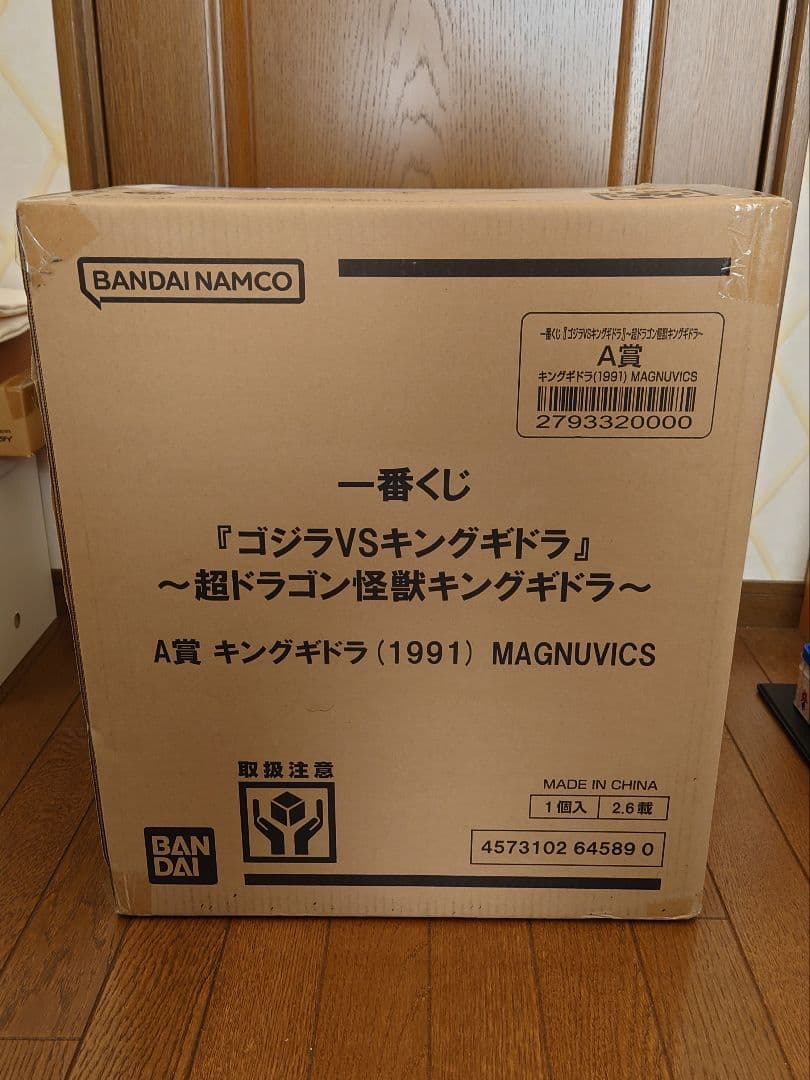 BANDAI NAMCO
一番くじ『ゴジラVSキングギドラ』~超ドラゴン怪獣キングギドラ~
A賞
キングギドラ(1991) MAGNUVICS
2793320000
一番くじ
『ゴジラVSキングギドラ』
~超ドラゴン怪獣キングギドラ~
A賞 キングギドラ(1991) MAGNUVICS
取扱注意
MADE IN CHINA
1個入 2.6載
BAN
DAI
4573102 64589 0